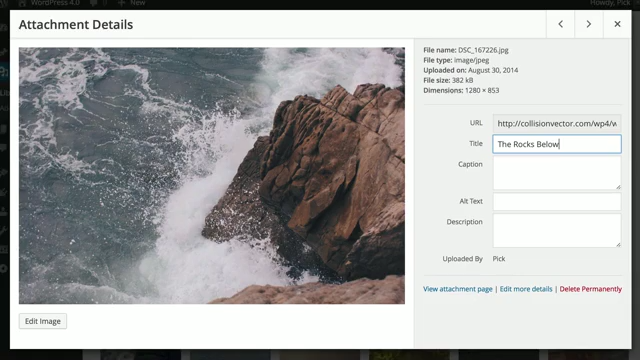 WordPress 4.0
0
New
Howdy, Pick
Attachment Details
File name: DSC_167226.jpg
File type: image/jpeg
Uploaded on: August 30, 2014
File size: 382 kB
Dimensions: 1280 × 853
URL http://collisionvector.com/wp4/w
Title The Rocks Below
Caption
Alt Text
Description
Uploaded By Pick
View attachment page | Edit more details | Delete Permanently
Edit Image